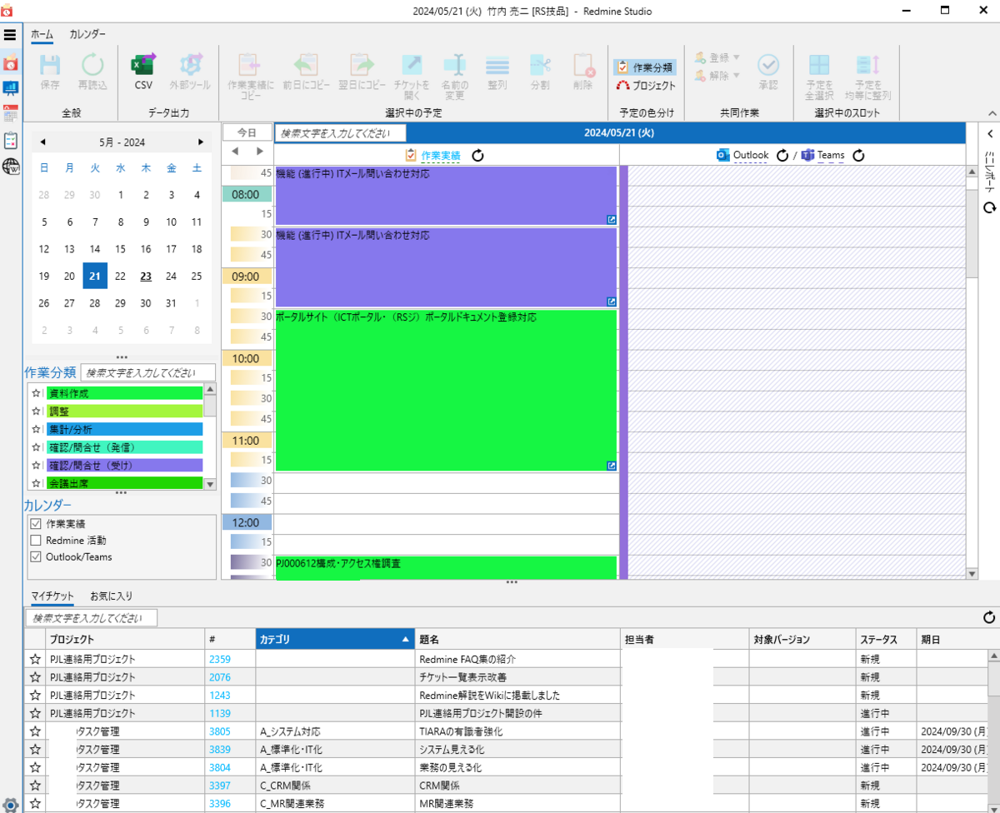 2024/05/21 (火) 竹内 亮二 [RS技品] - Redmine Studio
ホーム カレンダー
保存 再読込 CSV 外部ツール 作業実績にコピー 前日にコピー 翌日にコピー チケットを開く 名前の変更 整列 分割 削除 作業分類 プロジェクト 登録 解除 承認 予定を全選択 予定を均等に整列
全般 データ出力 選択中の予定 予定の色分け 共同作業 選択中のスロット
5月 - 2024
日 月 火 水 木 金 土
28 29 30 1 2 3 4
5 6 7 8 9 10 11
12 13 14 15 16 17 18
19 20 21 22 23 24 25
26 27 28 29 30 31 1
2 3 4 5 6 7 8
作業分類 検索文字を入力してください
資料作成
調整
集計/分析
確認/問合せ（発信）
確認/問合せ（受け）
会議出席
カレンダー
作業実績
Redmine 活動
Outlook/Teams
今日 検索文字を入力してください 2024/05/21 (火)
作業実績 Outlook / Teams
45 機能 (進行中) ITメール問い合わせ対応
08:00
15
30 機能 (進行中) ITメール問い合わせ対応
45
09:00
15
30 ポータルサイト（ICTポータル・（RSジ）ポータルドキュメント登録対応
45
10:00
15
30
45
11:00
15
30
45
12:00
15
30 PJ000612構成・アクセス権調査
ミニレポート
マイチケット お気に入り
検索文字を入力してください
プロジェクト # カテゴリ 題名 担当者 対象バージョン ステータス 期日
PJL連絡用プロジェクト 2359 Redmine FAQ集の紹介 新規
PJL連絡用プロジェクト 2076 チケット一覧表示改善 新規
PJL連絡用プロジェクト 1243 Redmine解説をWikiに掲載しました 新規
PJL連絡用プロジェクト 1139 PJL連絡用プロジェクト開設の件 進行中
タスク管理 3805 A_システム対応 TIARAの有識者強化 進行中 2024/09/30 (月)
タスク管理 3839 A_標準化・IT化 システム見える化 進行中 2024/09/30 (月)
タスク管理 3804 A_標準化・IT化 業務の見える化 進行中 2024/09/30 (月)
タスク管理 3397 C_CRM関係 CRM関係 新規
タスク管理 3396 C_MR関連業務 MR関連業務 新規